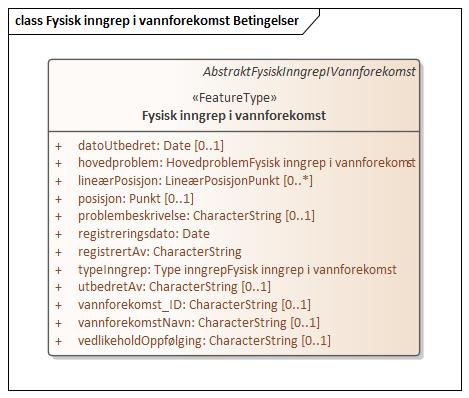 class Fysisk inngrep i vannforekomst Betingelser
AbstraktFysiskInngrepIVannforekomst
«FeatureType»
Fysisk inngrep i vannforekomst
+ datoUtbedret: Date [0..1]
+ hovedproblem: HovedproblemFysisk inngrep i vannforekomst
+ lineærPosisjon: LineærPosisjonPunkt [0..*]
+ posisjon: Punkt [0..1]
+ problembeskrivelse: CharacterString [0..1]
+ registreringsdato: Date
+ registrertAv: CharacterString
+ typeInngrep: Type inngrepFysisk inngrep i vannforekomst
+ utbedretAv: CharacterString [0..1]
+ vannforekomst_ID: CharacterString [0..1]
+ vannforekomstNavn: CharacterString [0..1]
+ vedlikeholdOppfølging: CharacterString [0..1]